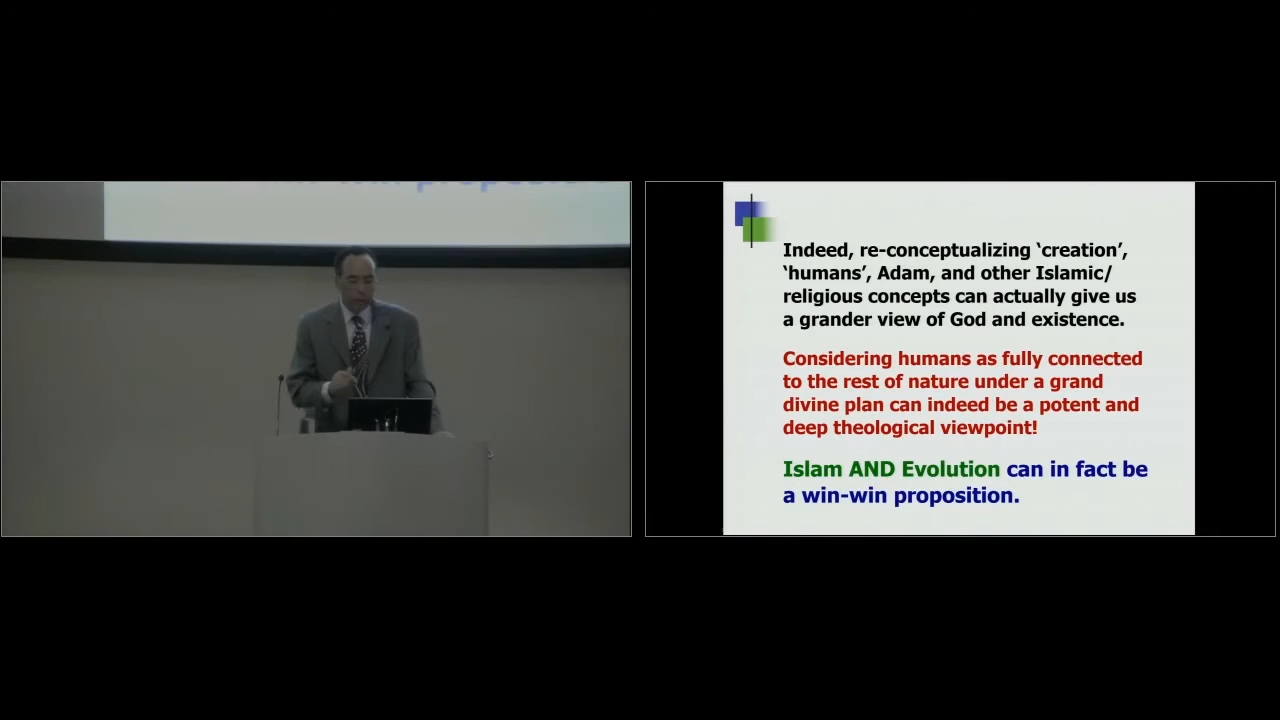 Indeed, re-conceptualizing ‘creation’,
‘humans’, Adam, and other Islamic/
religious concepts can actually give us
a grander view of God and existence.
Considering humans as fully connected
to the rest of nature under a grand
divine plan can indeed be a potent and
deep theological viewpoint!
Islam AND Evolution can in fact be
a win-win proposition.